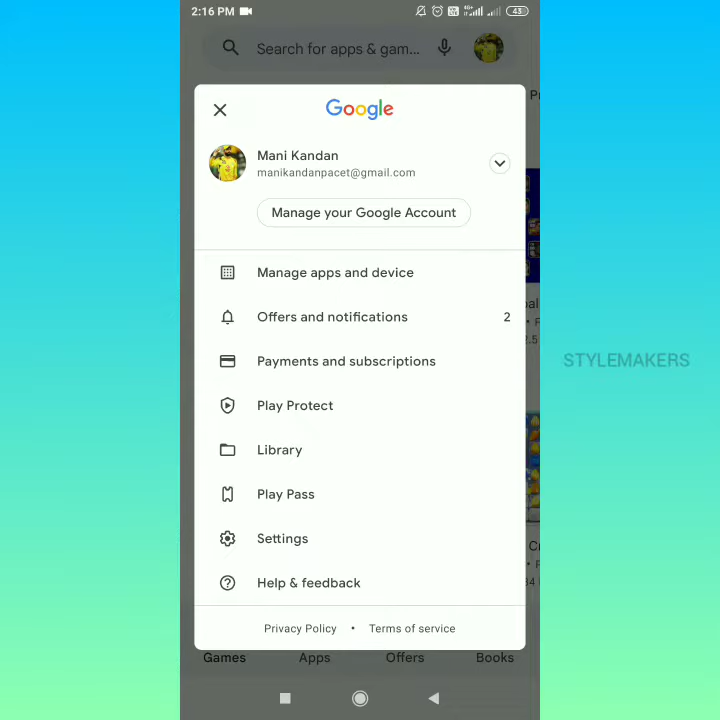 2:16 PM
4G+
43
Search for apps & gam...
Google
Mani Kandan
manikandanpacet@gmail.com
Manage your Google Account
Manage apps and device
Offers and notifications 2
Payments and subscriptions
Play Protect
Library
Play Pass
Settings
Help & feedback
Privacy Policy • Terms of service
Games Apps Offers Books
STYLEMAKERS